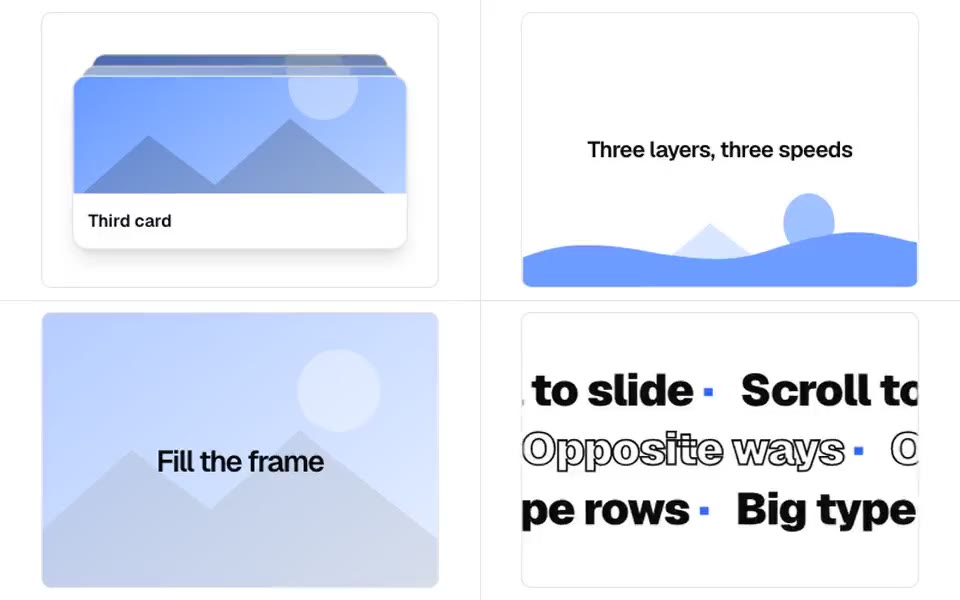 Third card
Three layers, three speeds
Fill the frame
to slide · Scroll to
Opposite ways · O
pe rows · Big type